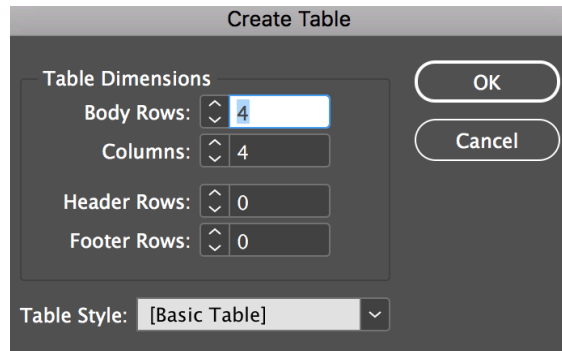 Create Table
Table Dimensions
Body Rows: 4
Columns: 4
Header Rows: 0
Footer Rows: 0
Table Style: [Basic Table]
OK
Cancel